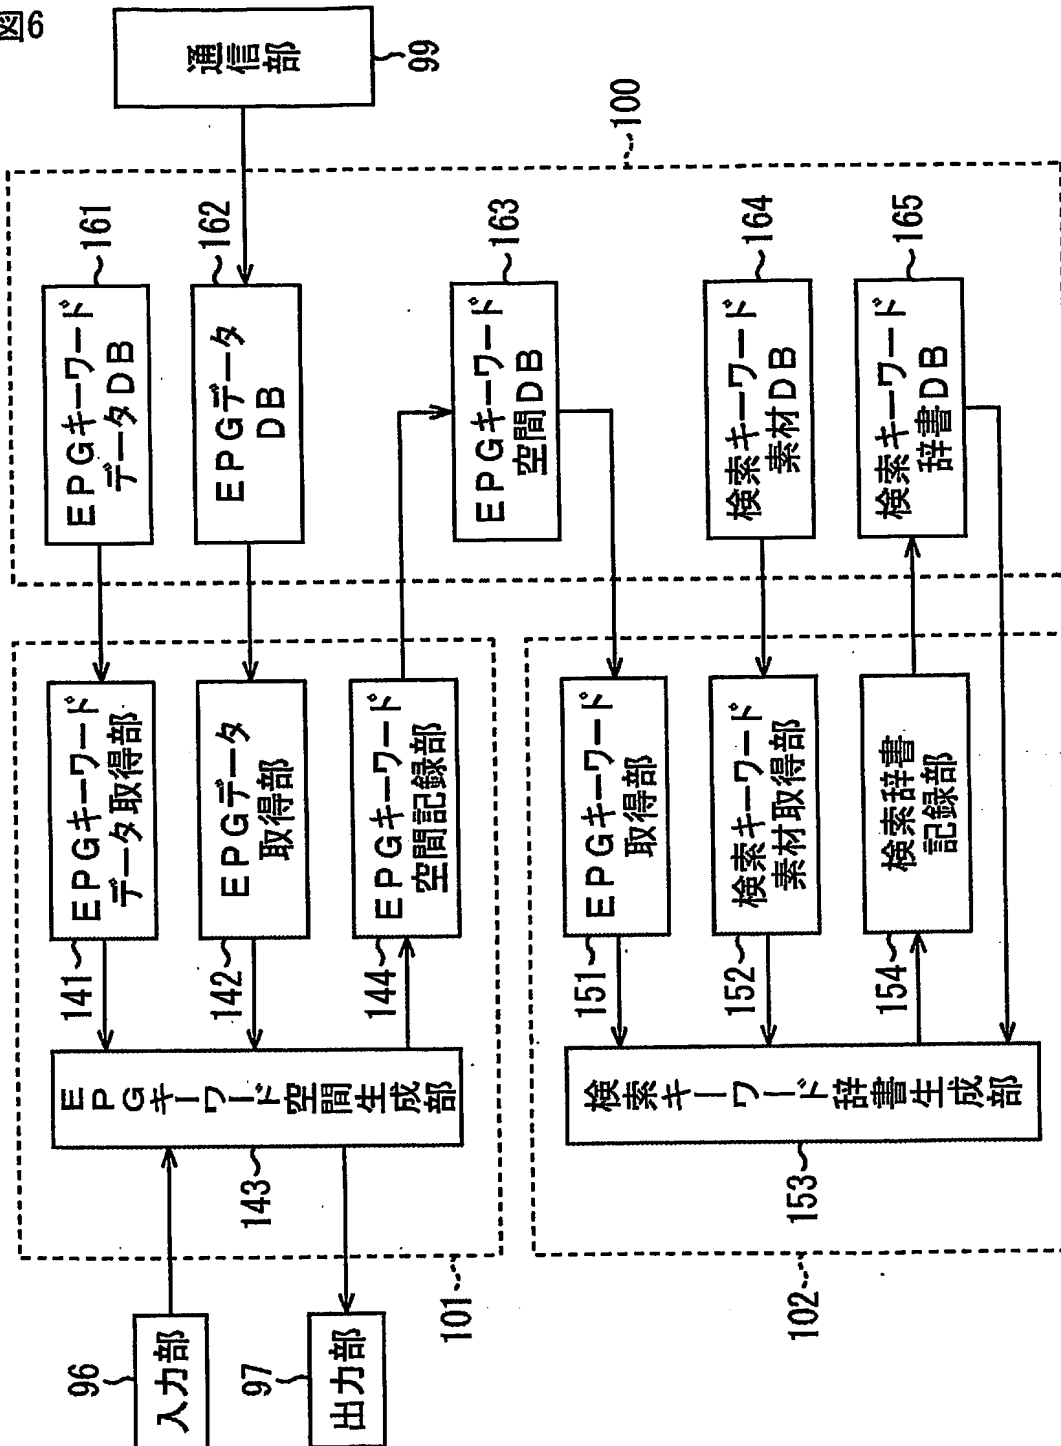 図6
通信部
99
100
161
EPGキーワード
データDB
162
EPGデータ
DB
163
EPGキーワード
空間DB
164
検索キーワード
素材DB
165
検索キーワード
辞書DB
EPGキーワード
データ取得部
141
EPGデータ
取得部
142
EPGキーワード
空間記録部
144
EPGキーワード
取得部
151
検索キーワード
素材取得部
152
検索辞書
記録部
154
EPGキーワード空間生成部
143
検索キーワード辞書生成部
153
101
102
96
入力部
97
出力部